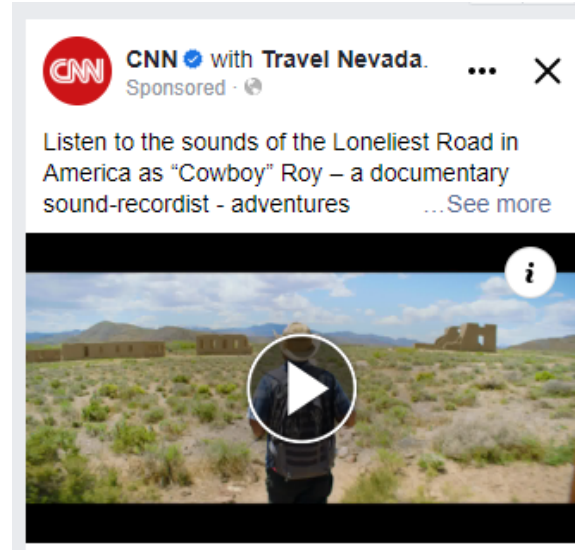 CNN
CNN with Travel Nevada.
Sponsored ·
Listen to the sounds of the Loneliest Road in
America as “Cowboy” Roy – a documentary
sound-recordist - adventures ...See more
i